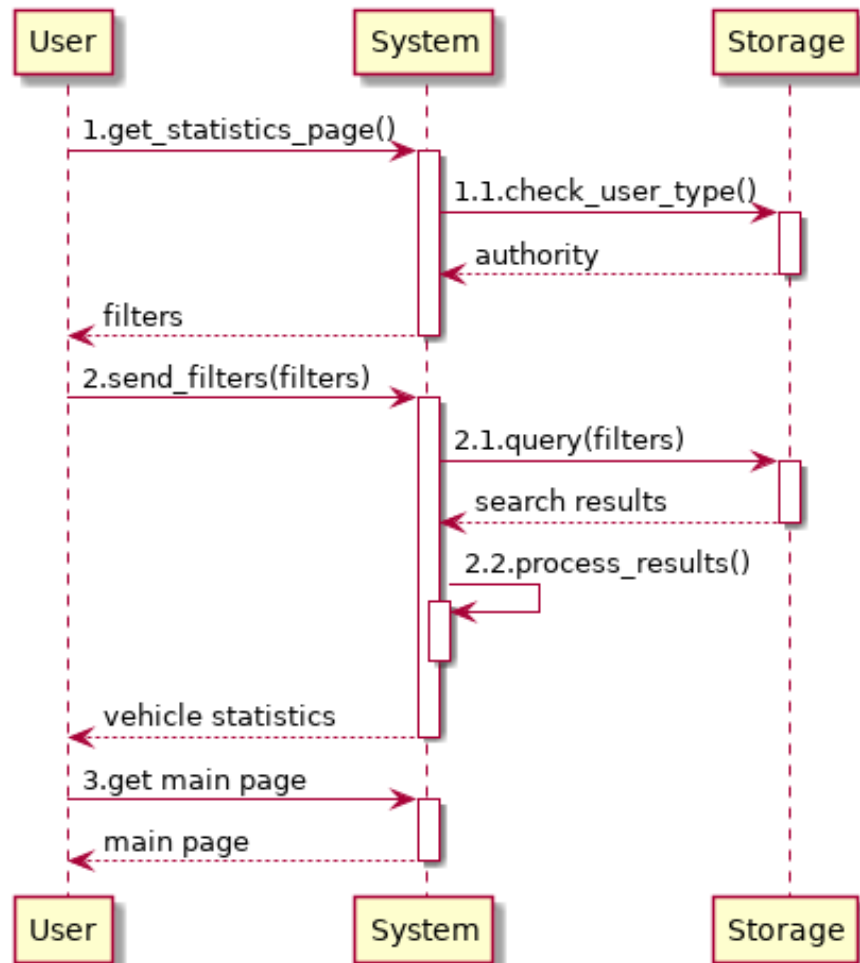 User System Storage
1.get_statistics_page()
1.1.check_user_type()
authority
filters
2.send_filters(filters)
2.1.query(filters)
search results
2.2.process_results()
vehicle statistics
3.get main page
main page
User System Storage